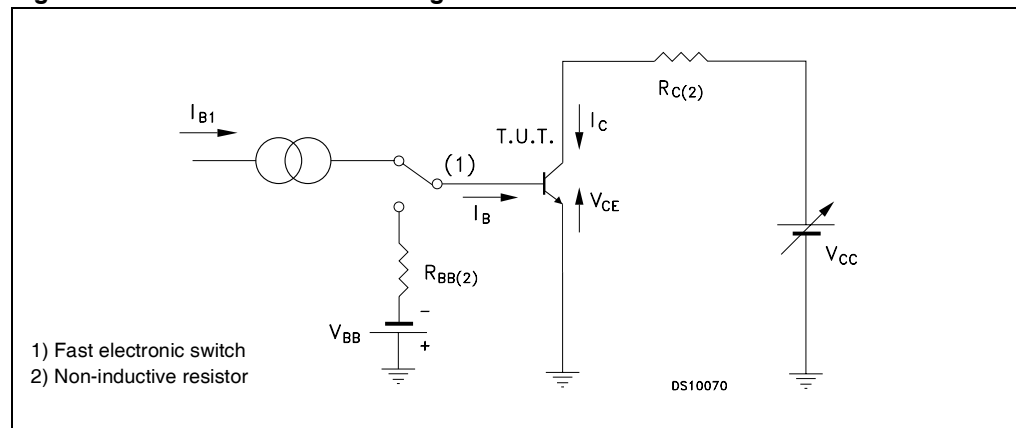 I_B1
R_C(2)
I_C
T.U.T.
(1)
V_CE
I_B
V_CC
R_BB(2)
−
V_BB
+
1) Fast electronic switch
2) Non-inductive resistor
DS10070